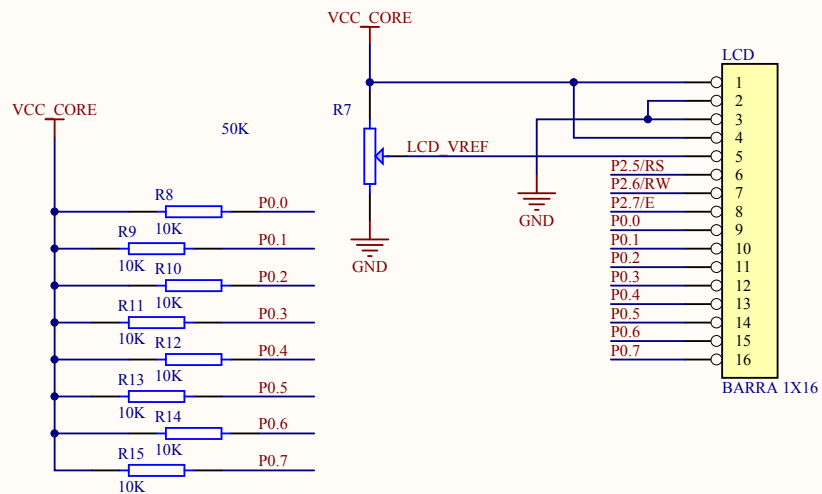 VCC_CORE
50K
R8
P0.0
10K
R9
P0.1
10K
R10
P0.2
10K
R11
P0.3
10K
R12
P0.4
10K
R13
P0.5
10K
R14
P0.6
10K
R15
P0.7
10K
VCC_CORE
R7
LCD_VREF
GND
GND
LCD
1
2
3
4
5
P2.5/RS 6
P2.6/RW 7
P2.7/E 8
P0.0 9
P0.1 10
P0.2 11
P0.3 12
P0.4 13
P0.5 14
P0.6 15
P0.7 16
BARRA 1X16